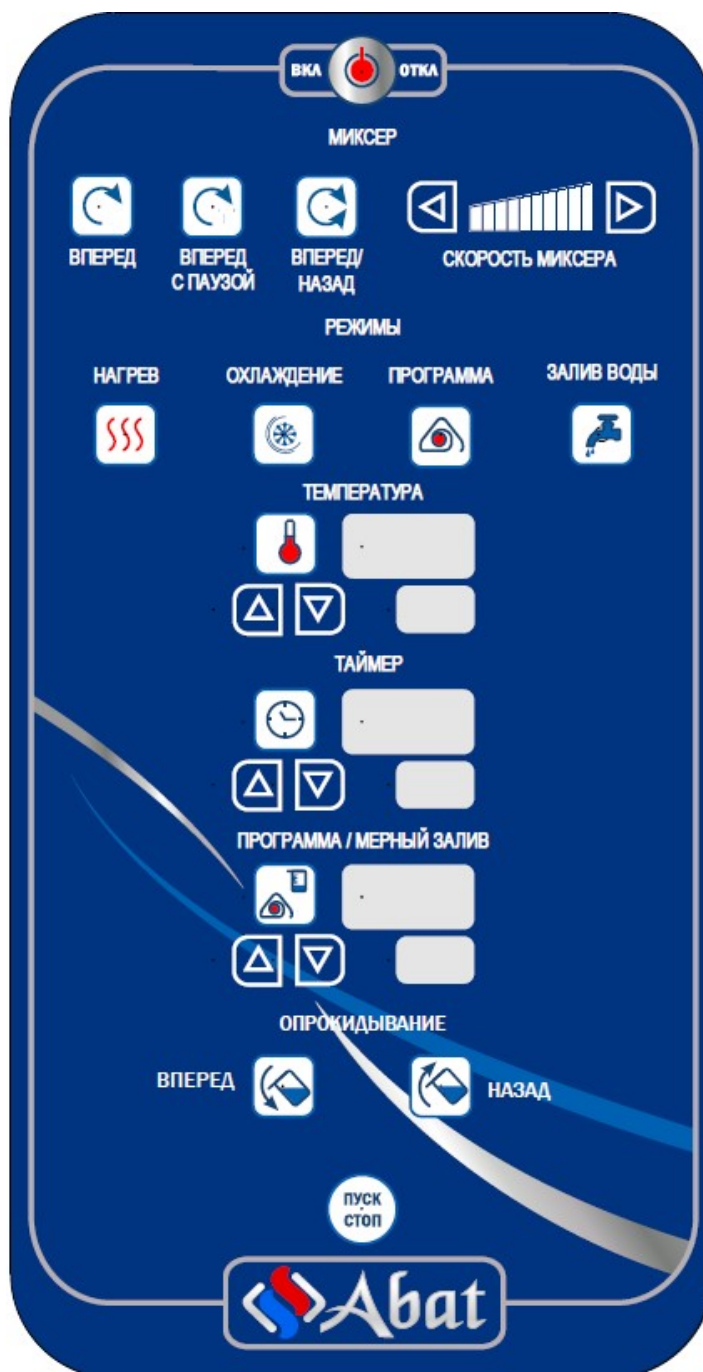 ВКЛ ОТКЛ
МИКСЕР
ВПЕРЕД
ВПЕРЕД
С ПАУЗОЙ
ВПЕРЕД/
НАЗАД
СКОРОСТЬ МИКСЕРА
РЕЖИМЫ
НАГРЕВ ОХЛАЖДЕНИЕ ПРОГРАММА ЗАЛИВ ВОДЫ
ТЕМПЕРАТУРА
ТАЙМЕР
ПРОГРАММА / МЕРНЫЙ ЗАЛИВ
ОПРОКИДЫВАНИЕ
ВПЕРЕД НАЗАД
ПУСК
СТОП
Abat